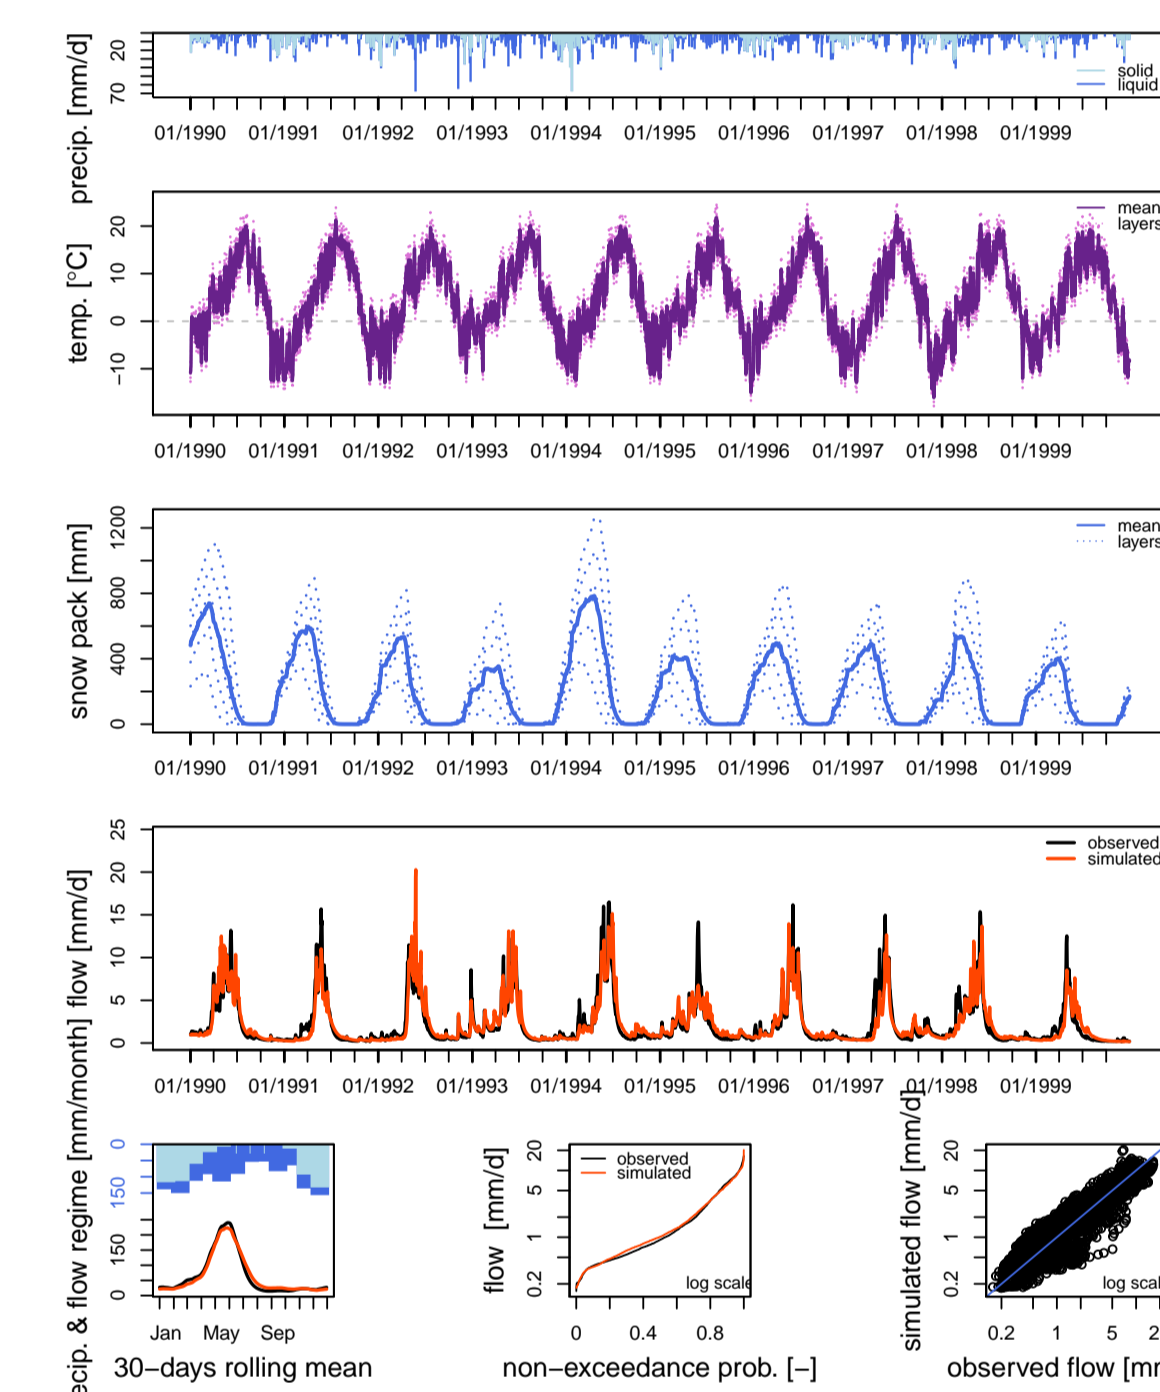 precip. [mm/d]
20
70
solid
liquid
01/1990 01/1991 01/1992 01/1993 01/1994 01/1995 01/1996 01/1997 01/1998 01/1999
temp. [°C]
20
10
0
−10
mean
layers
01/1990 01/1991 01/1992 01/1993 01/1994 01/1995 01/1996 01/1997 01/1998 01/1999
snow pack [mm]
1200
800
400
0
mean
layers
01/1990 01/1991 01/1992 01/1993 01/1994 01/1995 01/1996 01/1997 01/1998 01/1999
flow [mm/d]
25
20
15
10
5
0
observed
simulated
01/1990 01/1991 01/1992 01/1993 01/1994 01/1995 01/1996 01/1997 01/1998 01/1999
ecip. & flow regime [mm/month]
0
150
150
0
Jan May Sep
30−days rolling mean
flow [mm/d]
20
5
1
0.2
observed
simulated
log scale
0 0.4 0.8
non−exceedance prob. [−]
simulated flow [mm/d]
20
5
1
0.2
log scal
0.2 1 5 2
observed flow [mm